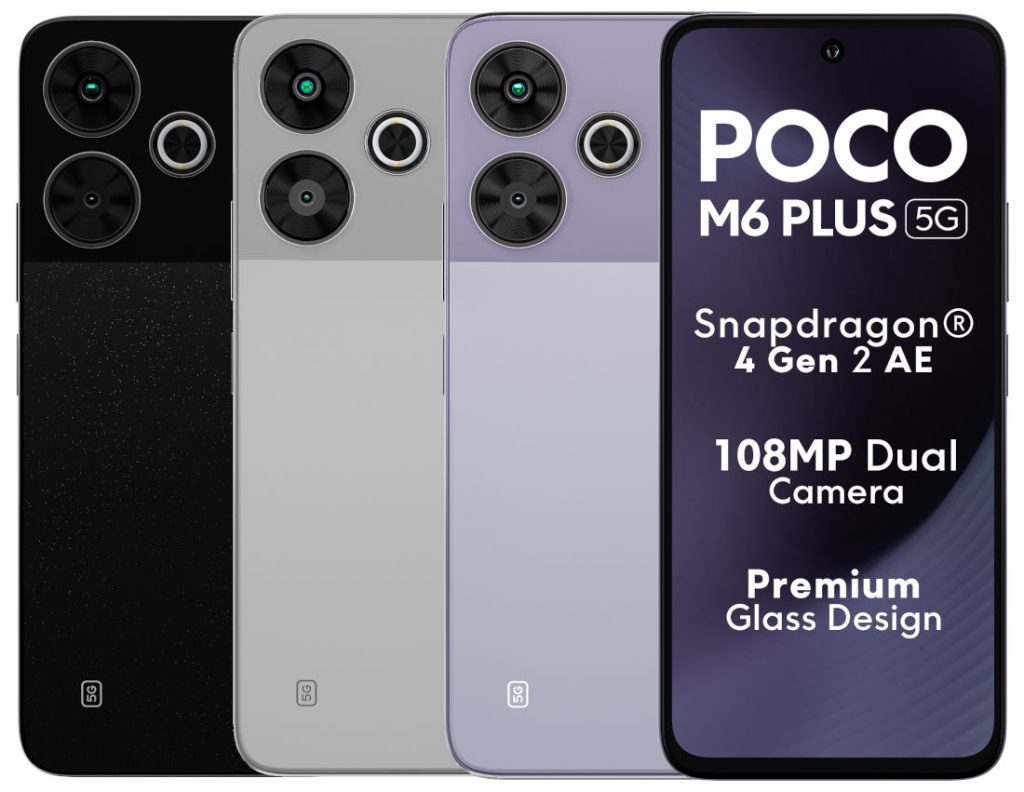 POCO
M6 PLUS 5G
Snapdragon®
4 Gen 2 AE
108MP Dual
Camera
Premium
Glass Design
5G
5G
5G